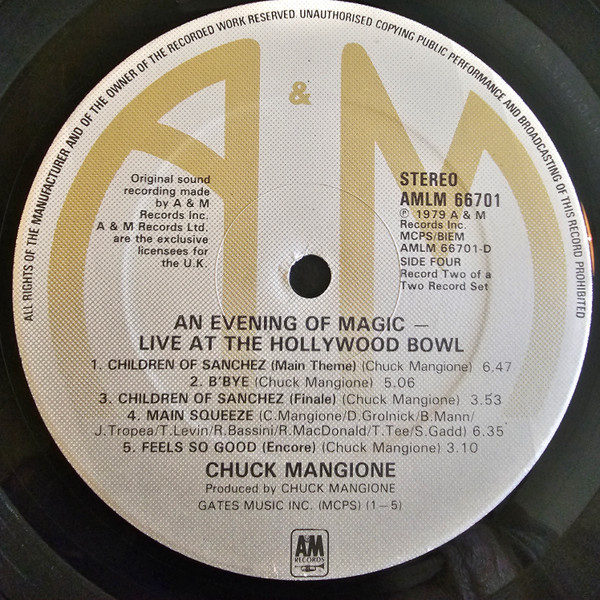 ALL RIGHTS OF THE MANUFACTURER AND OF THE OWNER OF THE RECORDED WORK RESERVED. UNAUTHORISED COPYING PUBLIC PERFORMANCE AND BROADCASTING OF THIS RECORD PROHIBITED
A & M
Original sound
recording made
by A & M
Records Inc.
A & M Records Ltd.
are the exclusive
licensees for
the U.K.
STEREO
AMLM 66701
Ⓟ 1979 A & M
Records Inc.
MCPS/BIEM
AMLM 66701-D
SIDE FOUR
Record Two of a
Two Record Set
AN EVENING OF MAGIC —
LIVE AT THE HOLLYWOOD BOWL
1. CHILDREN OF SANCHEZ (Main Theme) (Chuck Mangione) 6.47
2. B'BYE (Chuck Mangione) 5.06
3. CHILDREN OF SANCHEZ (Finale) (Chuck Mangione) 3.53
4. MAIN SQUEEZE (C.Mangione/D.Grolnick/B.Mann/
J.Tropea/T.Levin/R.Bassini/R.MacDonald/T.Tee/S.Gadd) 6.35
5. FEELS SO GOOD (Encore) (Chuck Mangione) 3.10
CHUCK MANGIONE
Produced by CHUCK MANGIONE
GATES MUSIC INC. (MCPS) (1—5)
A&M
RECORDS